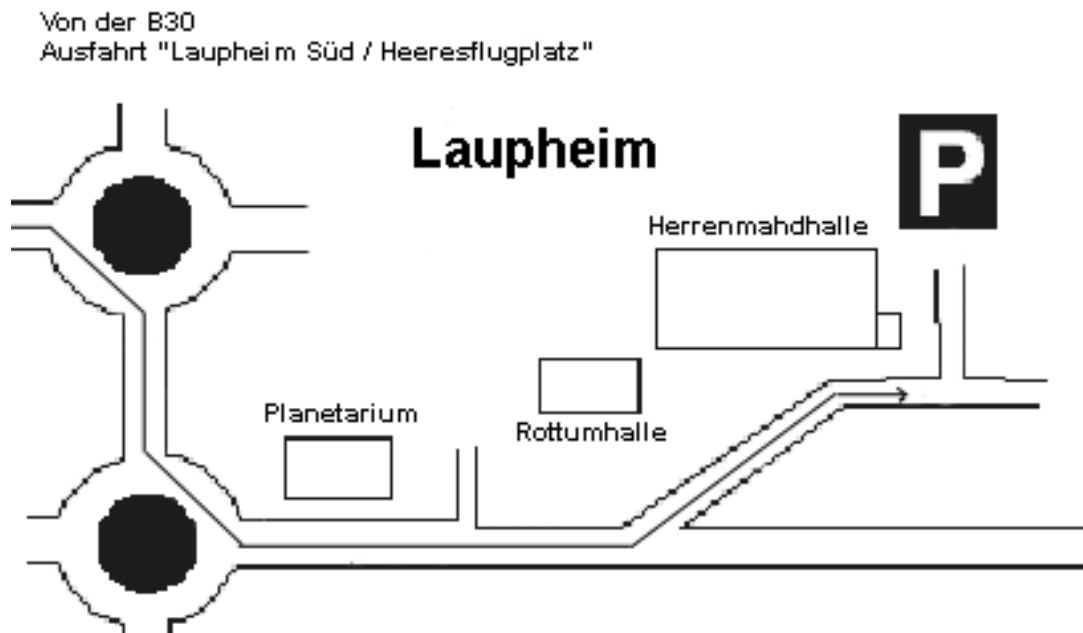 Von der B30
Ausfahrt "Laupheim Süd / Heeresflugplatz"
Laupheim
P
Herrenmahdhalle
Planetarium
Rottumhalle